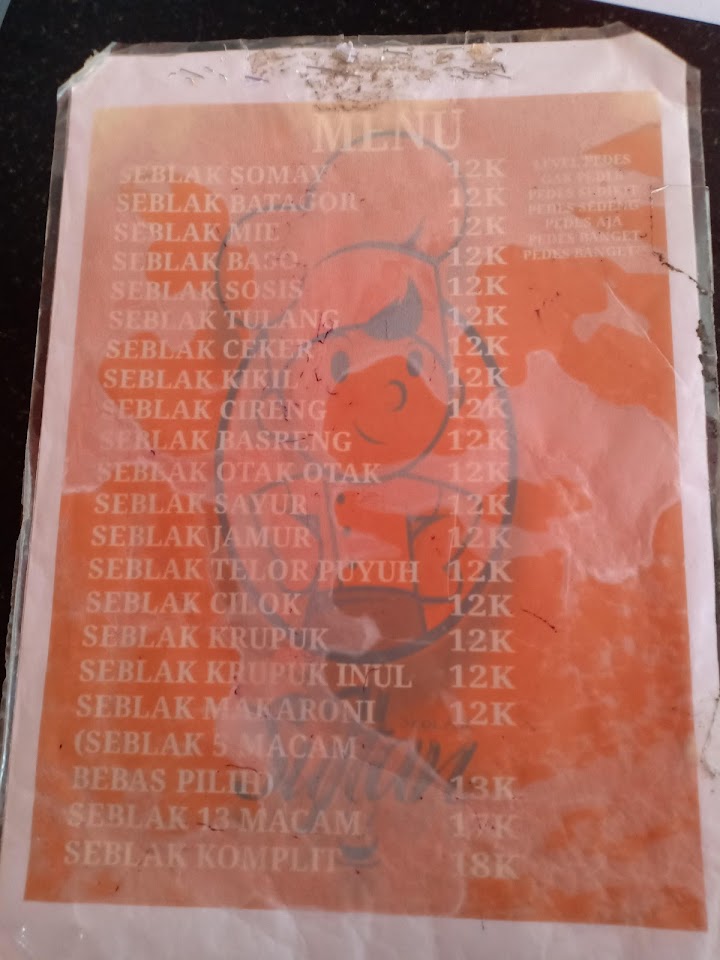 MENU
SEBLAK SOMAY 12K
SEBLAK BATAGOR 12K
SEBLAK MIE 12K
SEBLAK BASO 12K
SEBLAK SOSIS 12K
SEBLAK TULANG 12K
SEBLAK CEKER 12K
SEBLAK KIKIL 12K
SEBLAK CIRENG 12K
SEBLAK BASRENG 12K
SEBLAK OTAK OTAK 12K
SEBLAK SAYUR 12K
SEBLAK JAMUR 12K
SEBLAK TELOR PUYUH 12K
SEBLAK CILOK 12K
SEBLAK KRUPUK 12K
SEBLAK KRUPUK INUL 12K
SEBLAK MAKARONI 12K
(SEBLAK 5 MACAM
BEBAS PILIH) 13K
SEBLAK 13 MACAM 17K
SEBLAK KOMPLIT 18K
LEVEL PEDES
PEDES
PEDES SEDENG
PEDES AJA
PEDES BANGET
PEDES BANGET